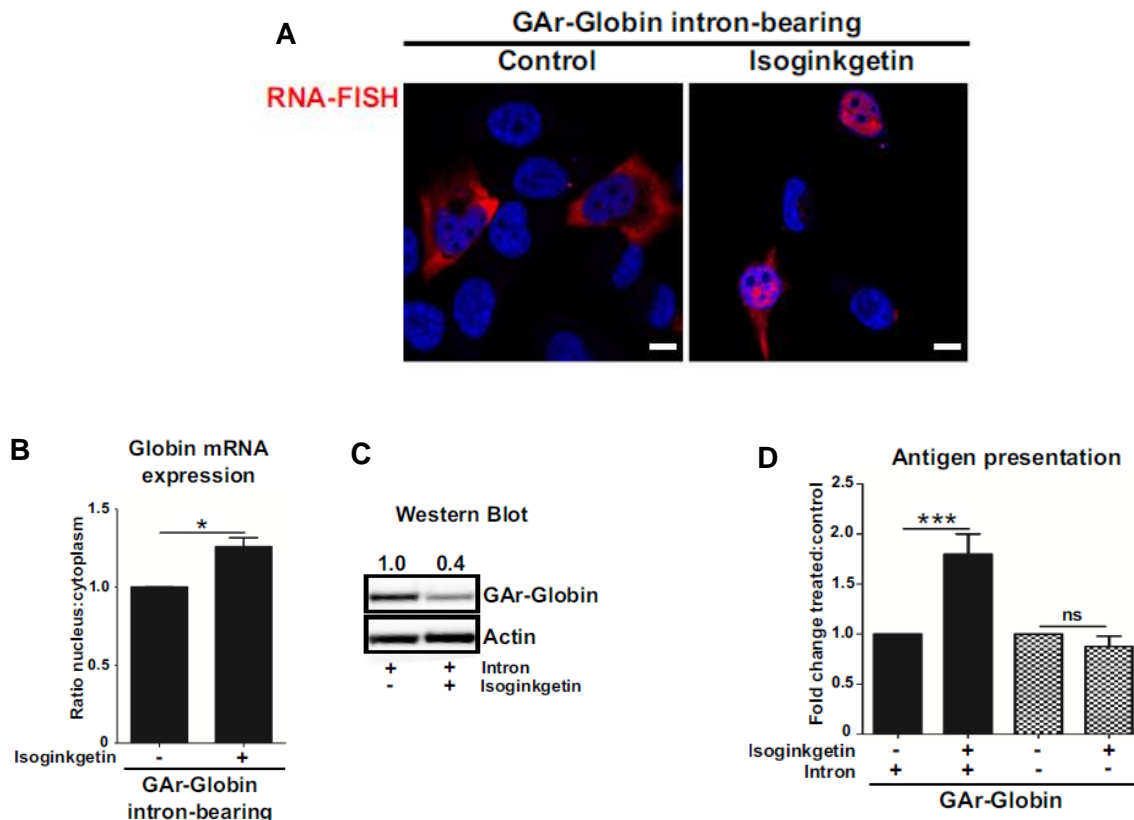 A
GAr-Globin intron-bearing
Control Isoginkgetin
RNA-FISH
B
Globin mRNA
expression
Ratio nucleus:cytoplasm
1.5
1.0
0.5
0
*
Isoginkgetin - +
GAr-Globin
intron-bearing
C
Western Blot
1.0 0.4
GAr-Globin
Actin
+ + Intron
- + Isoginkgetin
D
Antigen presentation
Fold change treated:control
2.5
2.0
1.5
1.0
0.5
0
***
ns
Isoginkgetin - + - +
Intron + + - -
GAr-Globin